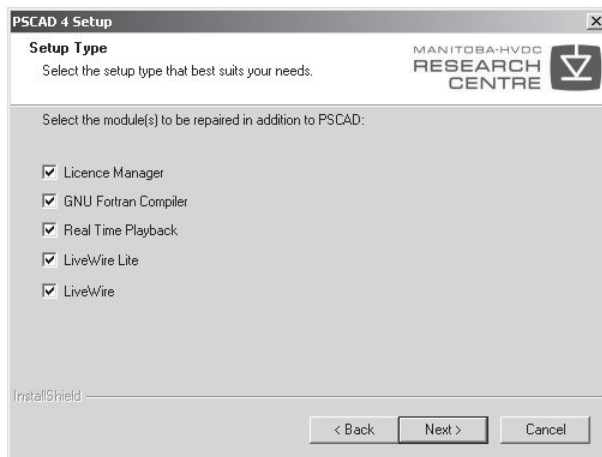 PSCAD 4 Setup
Setup Type
Select the setup type that best suits your needs.
MANITOBA-HVDC
RESEARCH
CENTRE
Select the module(s) to be repaired in addition to PSCAD:
Licence Manager
GNU Fortran Compiler
Real Time Playback
LiveWire Lite
LiveWire
InstallShield
< Back
Next >
Cancel